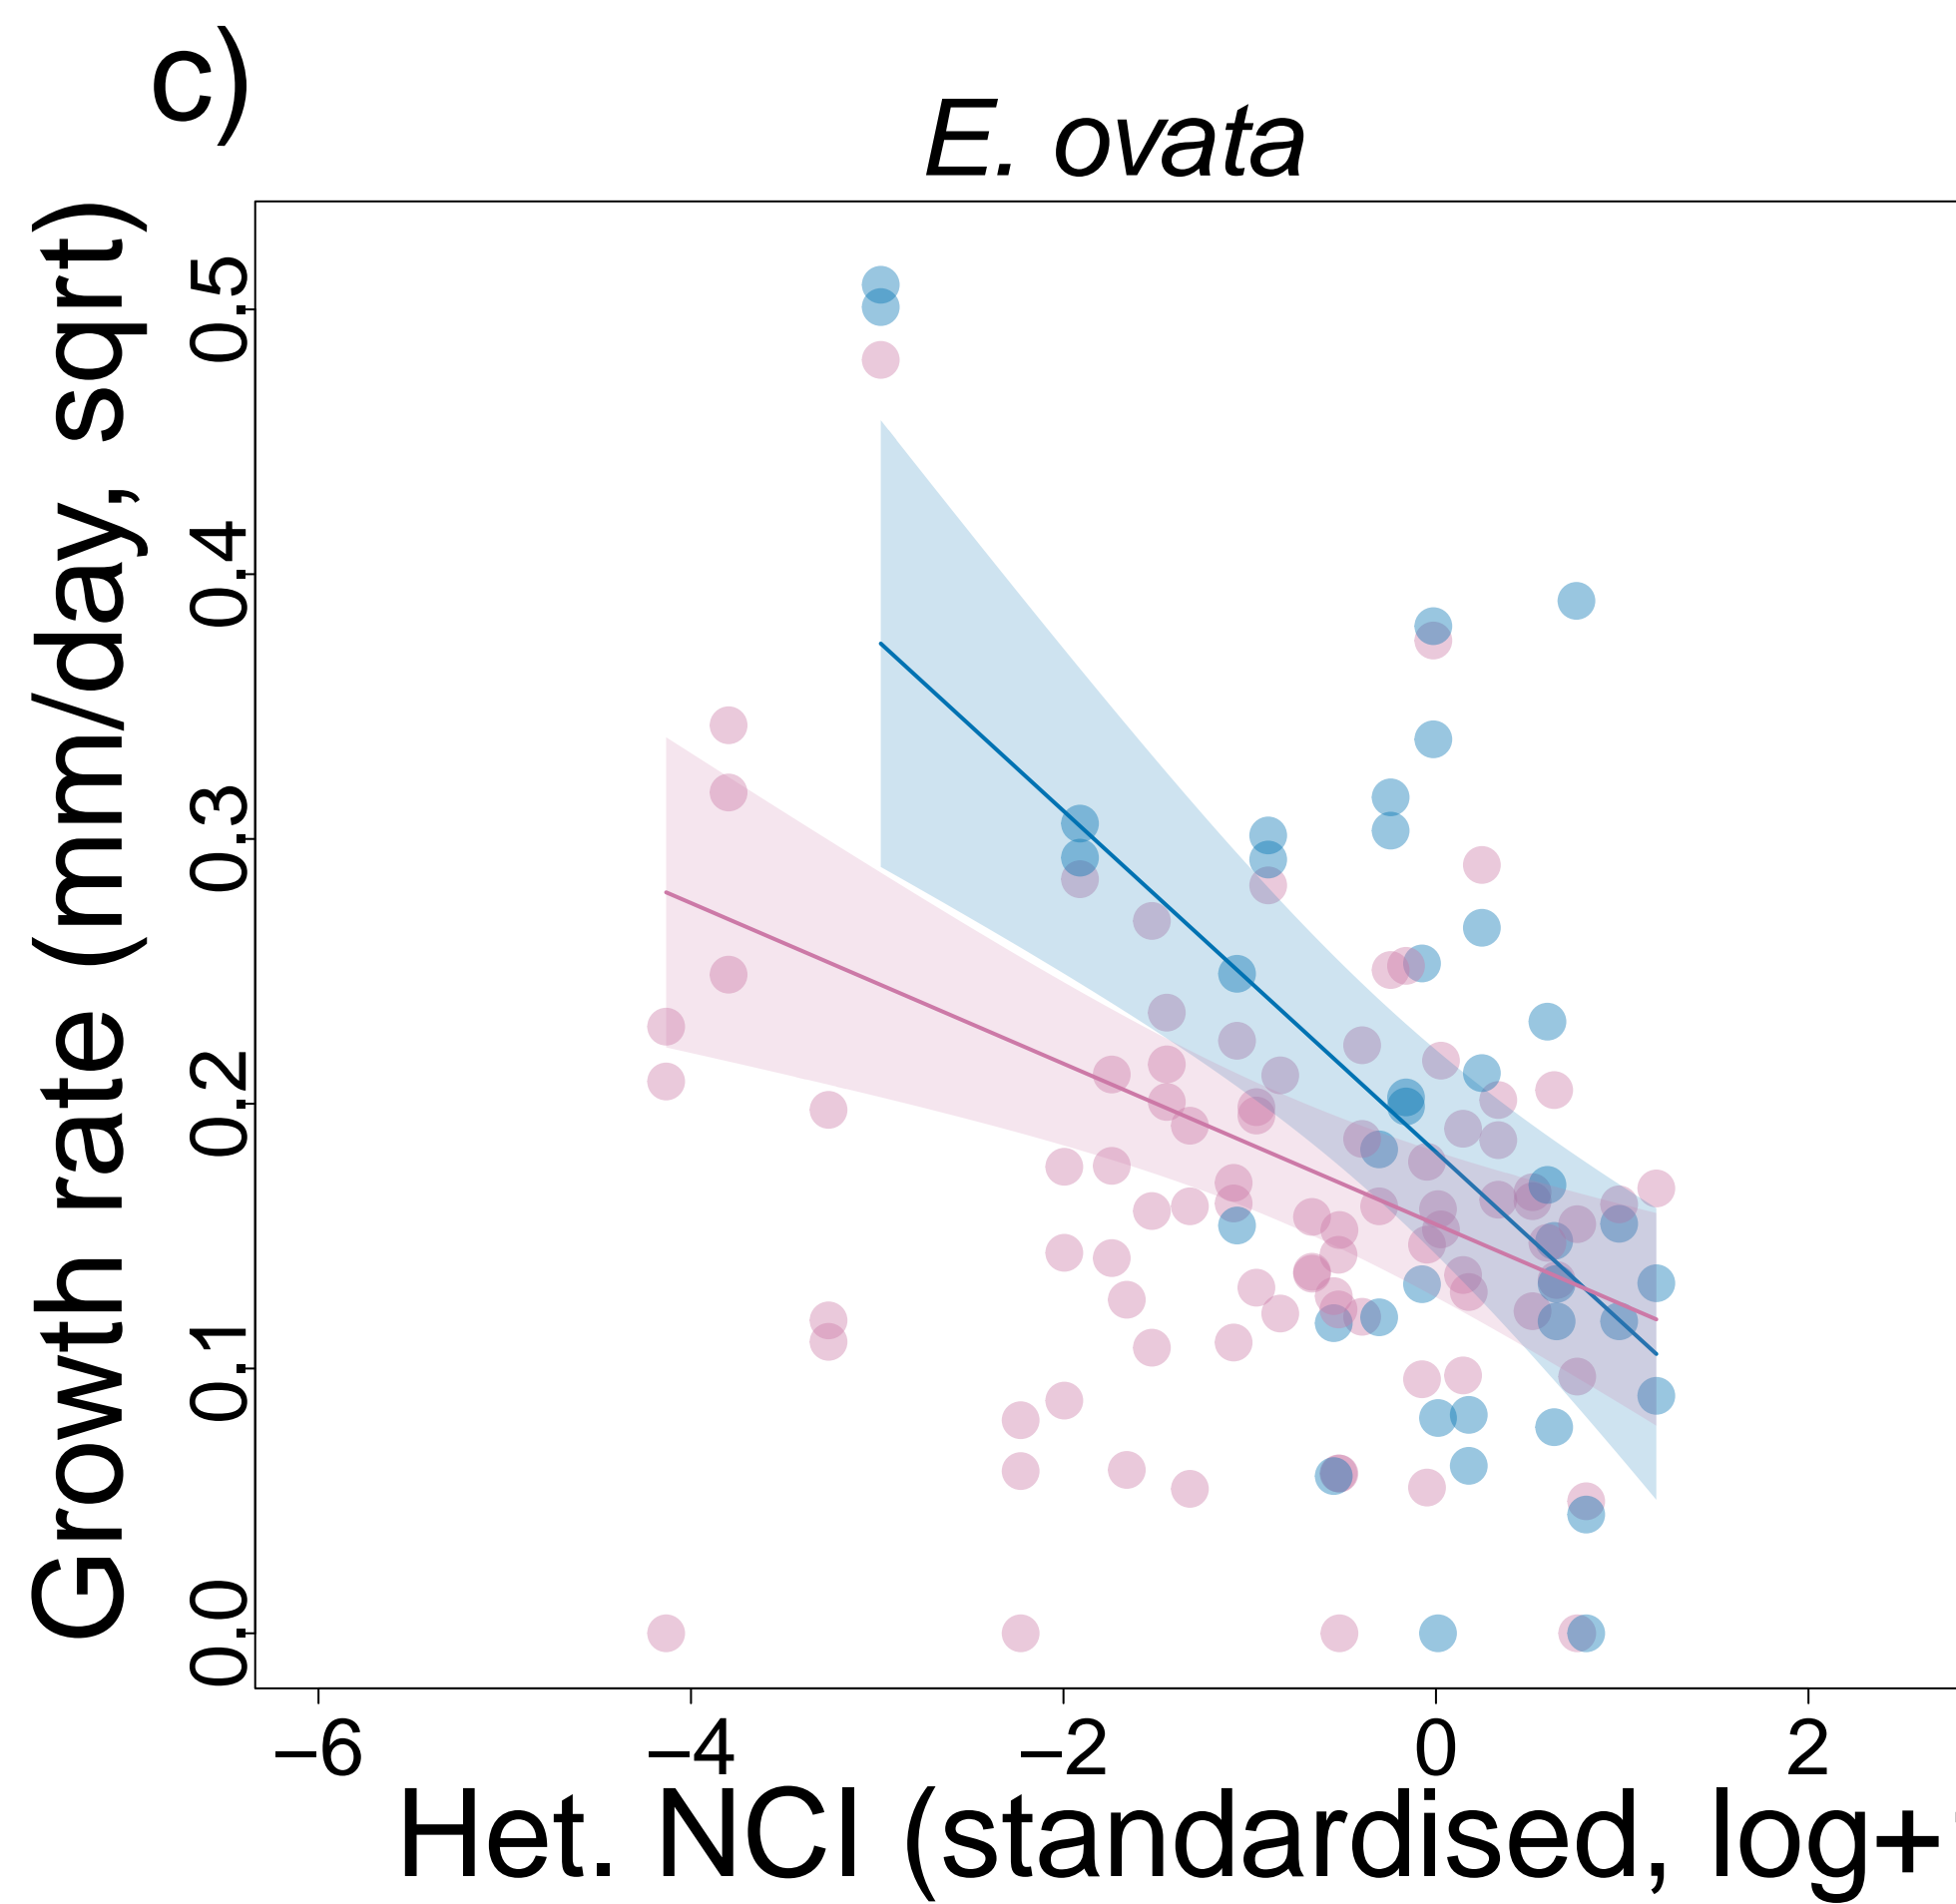 c)
E. ovata
Growth rate (mm/day, sqrt)
0.5
0.4
0.3
0.2
0.1
0.0
–6 –4 –2 0 2
Het. NCI (standardised, log+